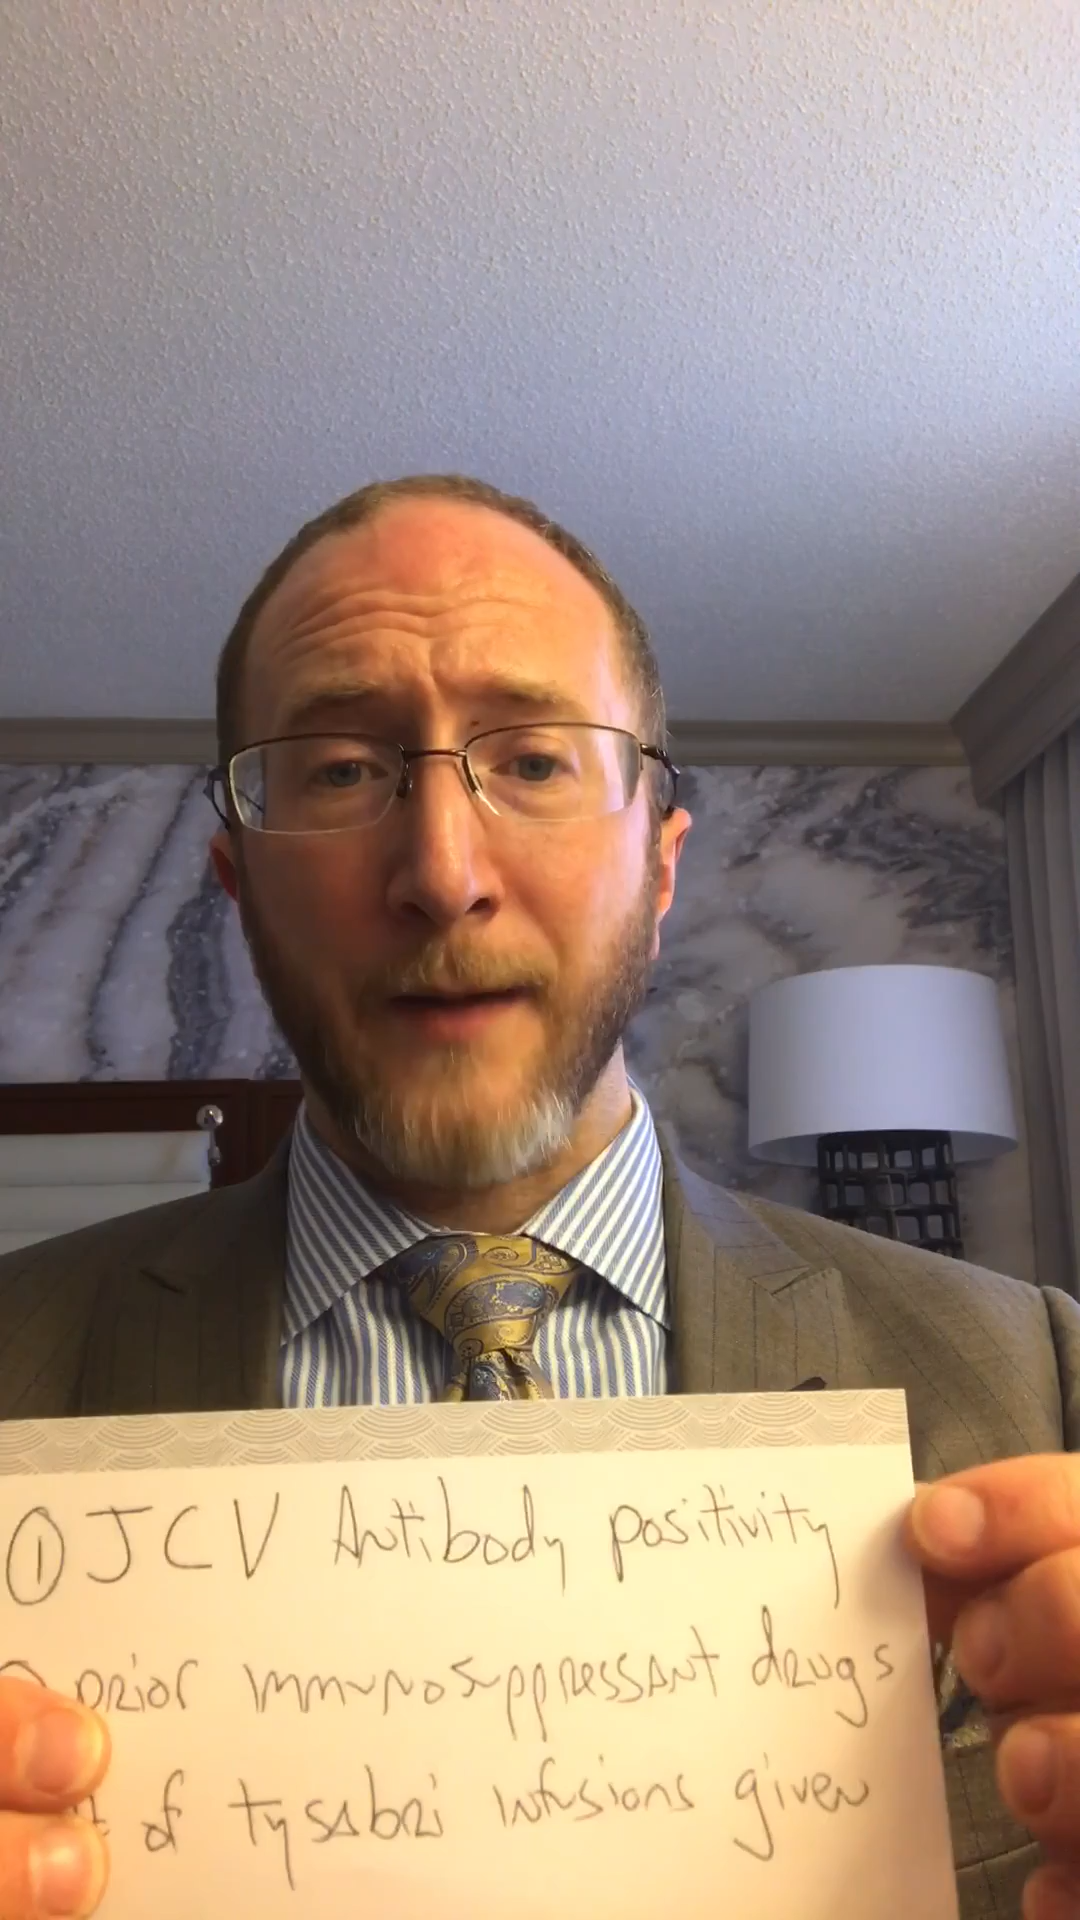 ① JCV Antibody positivity
prior immunosuppressant drugs
of tysabri infusions given